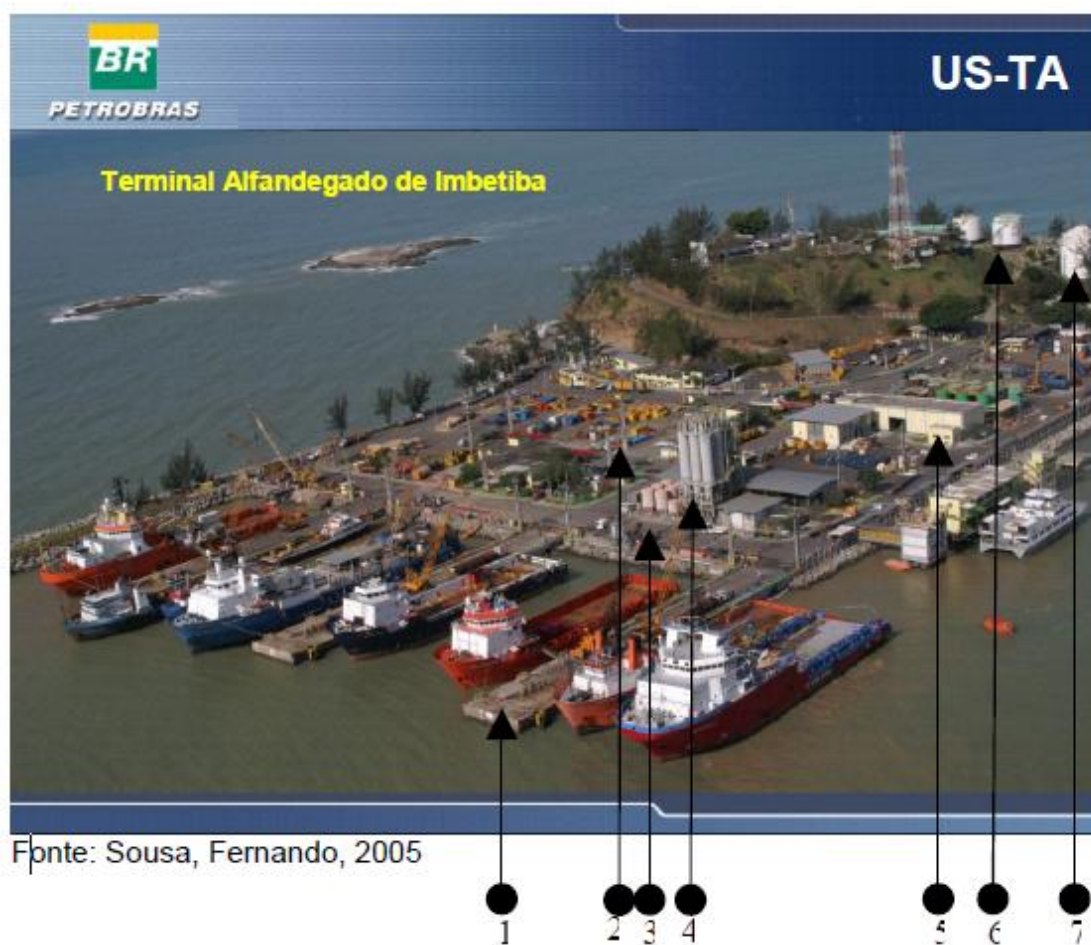 BR
PETROBRAS
US-TA
Terminal Alfandegado de Imbetiba
Fonte: Sousa, Fernando, 2005
1 2 3 4 5 6 7